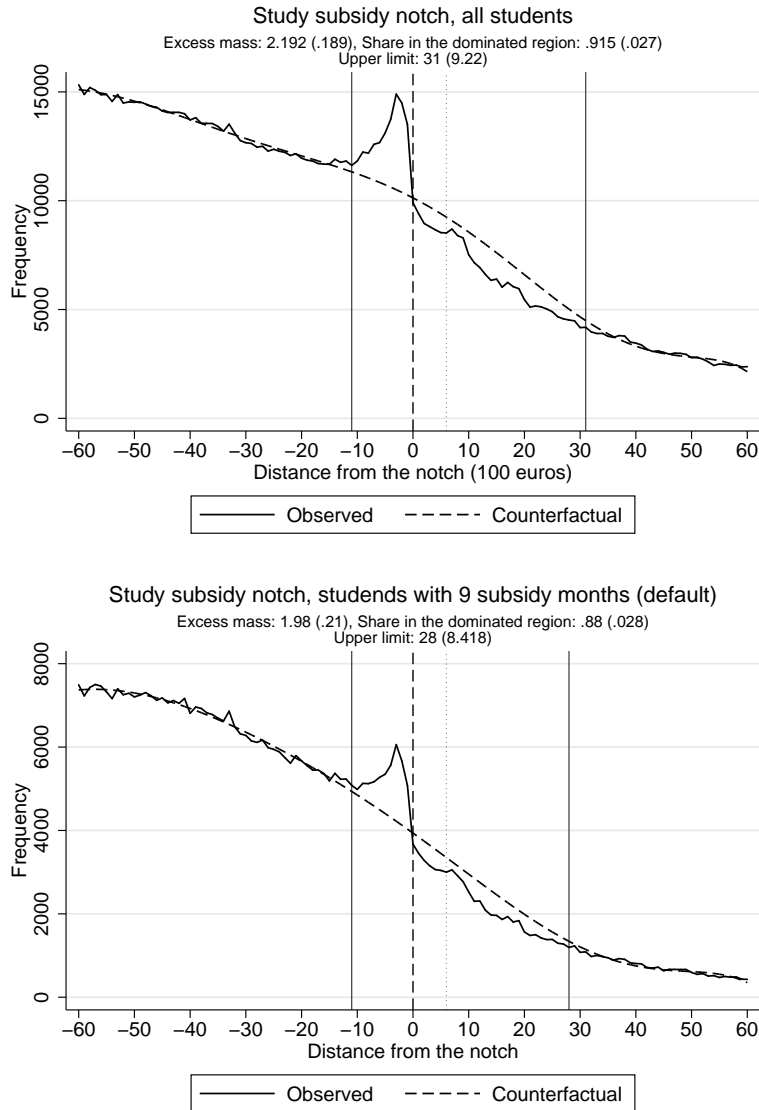 Study subsidy notch, all students
Excess mass: 2.192 (.189), Share in the dominated region: .915 (.027)
Upper limit: 31 (9.22)
Frequency
15000
10000
5000
0
−60 −50 −40 −30 −20 −10 0 10 20 30 40 50 60
Distance from the notch (100 euros)
Observed Counterfactual
Study subsidy notch, studends with 9 subsidy months (default)
Excess mass: 1.98 (.21), Share in the dominated region: .88 (.028)
Upper limit: 28 (8.418)
Frequency
8000
6000
4000
2000
0
−60 −50 −40 −30 −20 −10 0 10 20 30 40 50 60
Distance from the notch
Observed Counterfactual